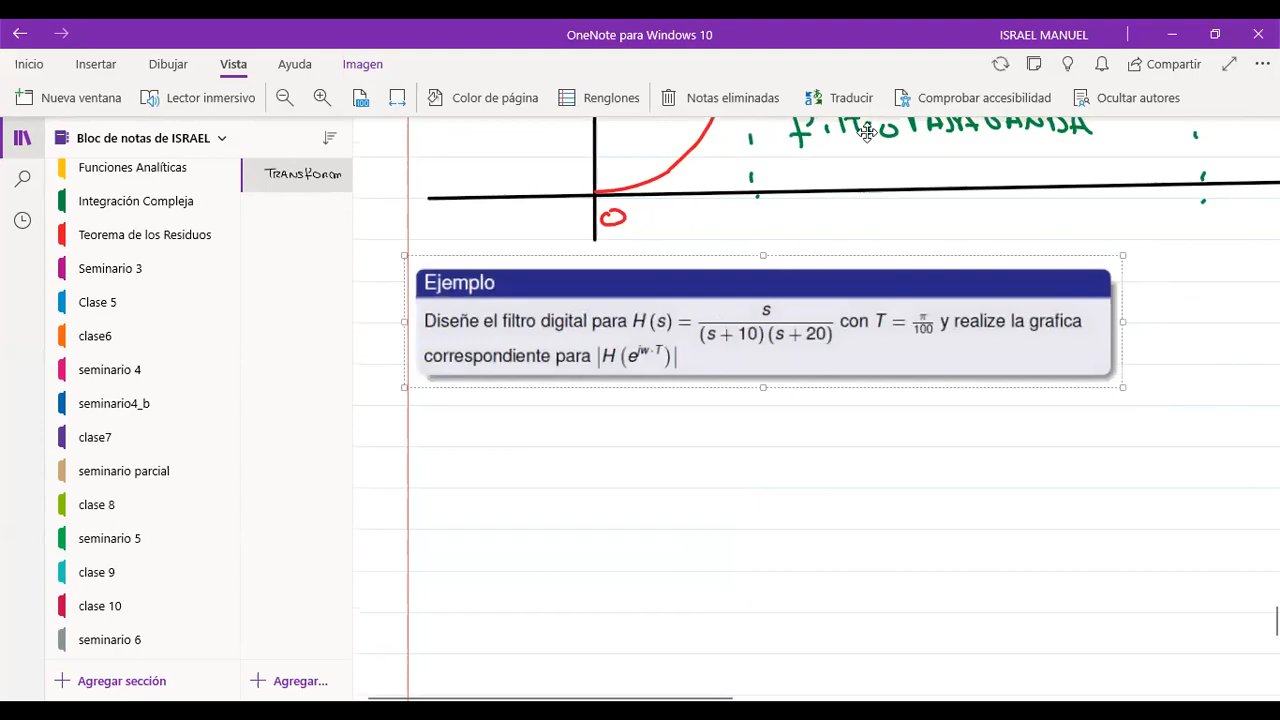 OneNote para Windows 10
ISRAEL MANUEL
Inicio Insertar Dibujar Vista Ayuda Imagen
Compartir
Nueva ventana Lector inmersivo 100 Color de página Renglones Notas eliminadas Traducir Comprobar accesibilidad Ocultar autores
Bloc de notas de ISRAEL
Funciones Analíticas
TRANSFORM
Integración Compleja
Teorema de los Residuos
Seminario 3
Clase 5
clase6
seminario 4
seminario4_b
clase7
seminario parcial
clase 8
seminario 5
clase 9
clase 10
seminario 6
Agregar sección
Agregar...
0
Ejemplo
Diseñe el filtro digital para H(s) = s / (s + 10)(s + 20) con T = π/100 y realize la grafica
correspondiente para |H(e^{jw·T})|